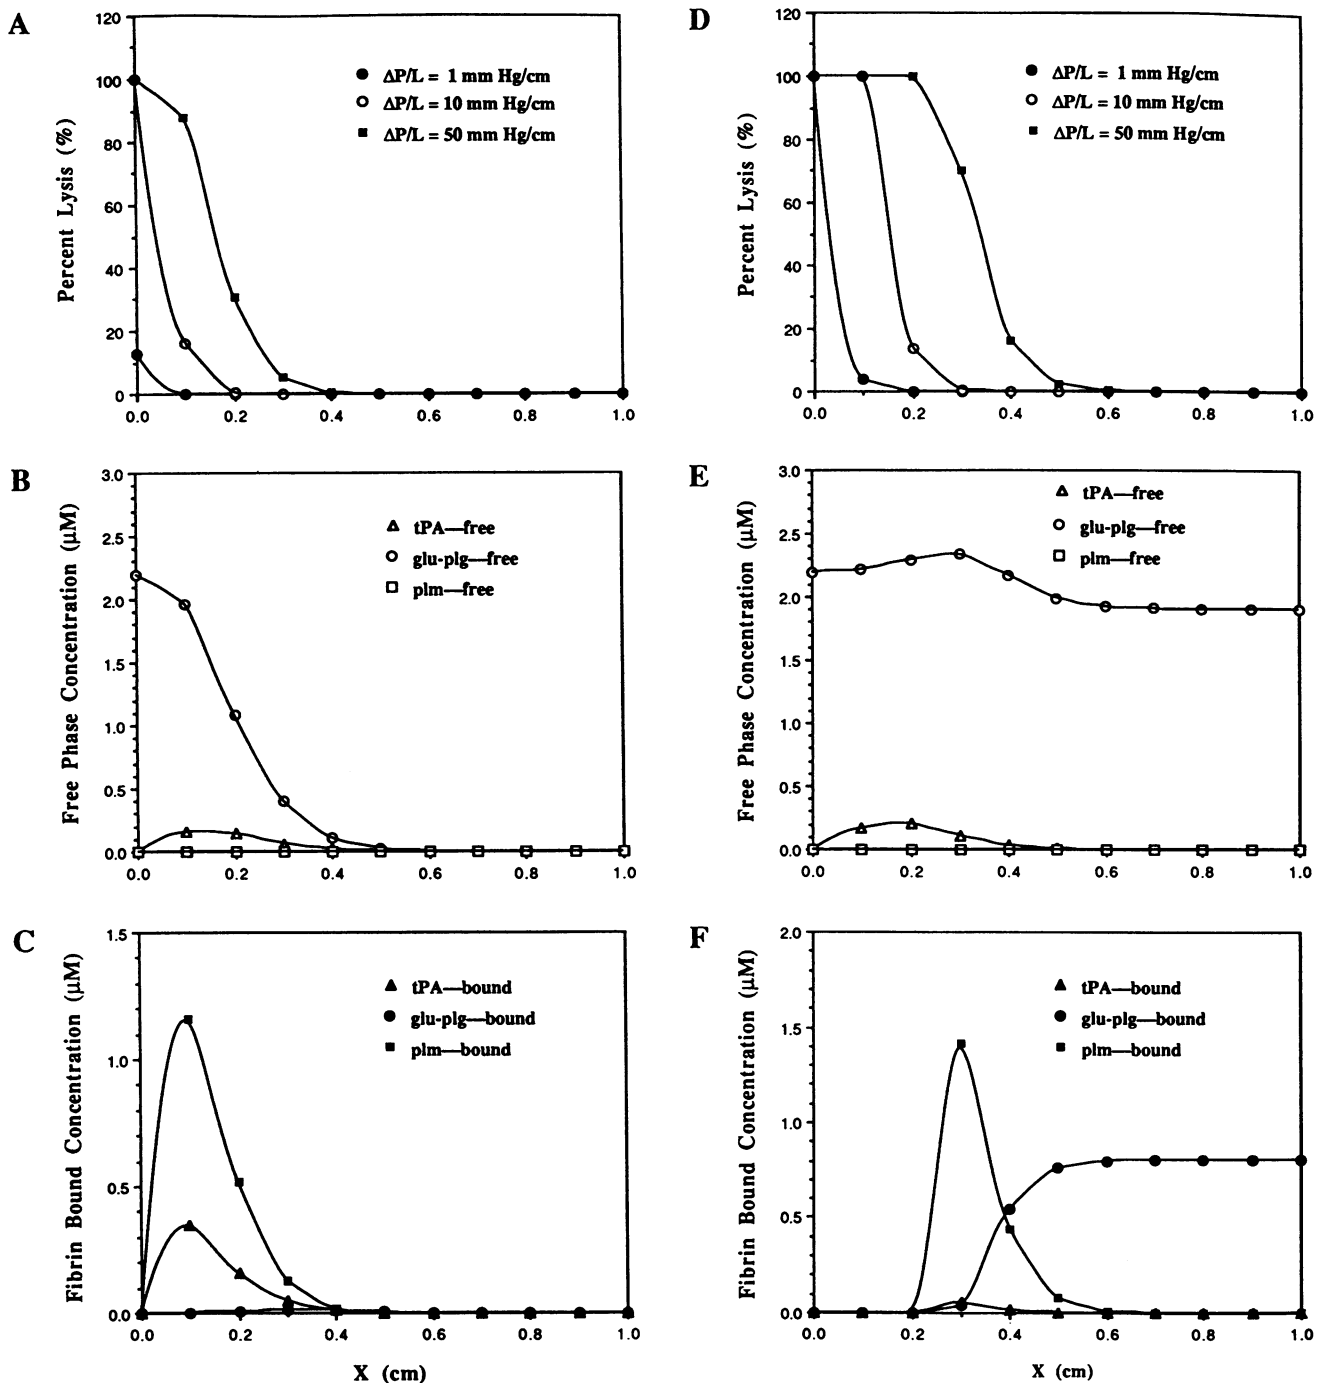 A
120
100
80
60
40
20
0
Percent Lysis (%)
ΔP/L = 1 mm Hg/cm
ΔP/L = 10 mm Hg/cm
ΔP/L = 50 mm Hg/cm
0.0 0.2 0.4 0.6 0.8 1.0
D
120
100
80
60
40
20
0
Percent Lysis (%)
ΔP/L = 1 mm Hg/cm
ΔP/L = 10 mm Hg/cm
ΔP/L = 50 mm Hg/cm
0.0 0.2 0.4 0.6 0.8 1.0
B
3.0
2.5
2.0
1.5
1.0
0.5
0.0
Free Phase Concentration (μM)
tPA—free
glu-plg—free
plm—free
0.0 0.2 0.4 0.6 0.8 1.0
E
3.0
2.5
2.0
1.5
1.0
0.5
0.0
Free Phase Concentration (μM)
tPA—free
glu-plg—free
plm—free
0.0 0.2 0.4 0.6 0.8 1.0
C
1.5
1.0
0.5
0.0
Fibrin Bound Concentration (μM)
tPA—bound
glu-plg—bound
plm—bound
0.0 0.2 0.4 0.6 0.8 1.0
X (cm)
F
2.0
1.5
1.0
0.5
0.0
Fibrin Bound Concentration (μM)
tPA—bound
glu-plg—bound
plm—bound
0.0 0.2 0.4 0.6 0.8 1.0
X (cm)